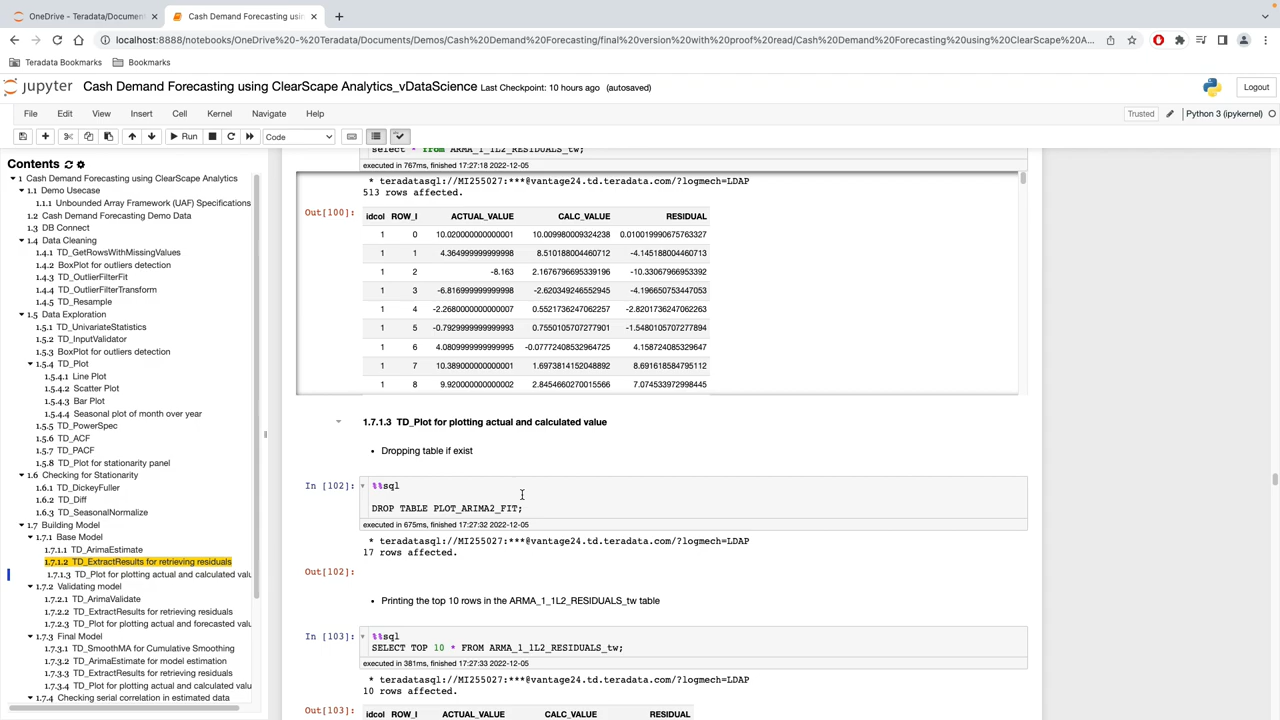 OneDrive - Teradata/Document
Cash Demand Forecasting usin
localhost:8888/notebooks/OneDrive%20-%20Teradata/Documents/Demos/Cash%20Demand%20Forecasting/final%20version%20with%20proof%20read/Cash%20Demand%20Forecasting%20using%20ClearScape%20A...
Teradata Bookmarks
Bookmarks
jupyter
Cash Demand Forecasting using ClearScape Analytics_vDataScience
Last Checkpoint: 10 hours ago
(autosaved)
Logout
File
Edit
View
Insert
Cell
Kernel
Navigate
Help
Trusted
Python 3 (ipykernel)
Run
Code
Contents
1 Cash Demand Forecasting using ClearScape Analytics
1.1 Demo Usecase
1.1.1 Unbounded Array Framework (UAF) Specifications
1.2 Cash Demand Forecasting Demo Data
1.3 DB Connect
1.4 Data Cleaning
1.4.1 TD_GetRowsWithMissingValues
1.4.2 BoxPlot for outliers detection
1.4.3 TD_OutlierFilterFit
1.4.4 TD_OutlierFilterTransform
1.4.5 TD_Resample
1.5 Data Exploration
1.5.1 TD_UnivariateStatistics
1.5.2 TD_InputValidator
1.5.3 BoxPlot for outliers detection
1.5.4 TD_Plot
1.5.4.1 Line Plot
1.5.4.2 Scatter Plot
1.5.4.3 Bar Plot
1.5.4.4 Seasonal plot of month over year
1.5.5 TD_PowerSpec
1.5.6 TD_ACF
1.5.7 TD_PACF
1.5.8 TD_Plot for stationarity panel
1.6 Checking for Stationarity
1.6.1 TD_DickeyFuller
1.6.2 TD_Diff
1.6.3 TD_SeasonalNormalize
1.7 Building Model
1.7.1 Base Model
1.7.1.1 TD_ArimaEstimate
1.7.1.2 TD_ExtractResults for retrieving residuals
1.7.1.3 TD_Plot for plotting actual and calculated valu
1.7.2 Validating model
1.7.2.1 TD_ArimaValidate
1.7.2.2 TD_ExtractResults for retrieving residuals
1.7.2.3 TD_Plot for plotting actual and forecasted valu
1.7.3 Final Model
1.7.3.1 TD_SmoothMA for Cumulative Smoothing
1.7.3.2 TD_ArimaEstimate for model estimation
1.7.3.3 TD_ExtractResults for retrieving residuals
1.7.3.4 TD_Plot for plotting actual and calculated valu
1.7.4 Checking serial correlation in estimated data
select * from ARMA_1_1L2_RESIDUALS_tw;
executed in 767ms, finished 17:27:18 2022-12-05
* teradatasql://MI255027:***@vantage24.td.teradata.com/?logmech=LDAP
513 rows affected.
Out[100]:
idcol ROW_I ACTUAL_VALUE CALC_VALUE RESIDUAL
1 0 10.020000000000001 10.009980009324238 0.010019990675763327
1 1 4.364999999999998 8.510188004460712 -4.145188004460713
1 2 -8.163 2.1676796695339196 -10.33067966953392
1 3 -6.816999999999998 -2.620349246552945 -4.196650753447053
1 4 -2.2680000000000007 0.5521736247062257 -2.8201736247062263
1 5 -0.7929999999999993 0.7550105707277901 -1.5480105707277894
1 6 4.0809999999999995 -0.07772408532964725 4.158724085329647
1 7 10.389000000000001 1.6973814152048892 8.691618584795112
1 8 9.920000000000002 2.8454660270015566 7.074533972998445
1.7.1.3 TD_Plot for plotting actual and calculated value
• Dropping table if exist
In [102]:
%%sql
DROP TABLE PLOT_ARIMA2_FIT;
executed in 675ms, finished 17:27:32 2022-12-05
* teradatasql://MI255027:***@vantage24.td.teradata.com/?logmech=LDAP
17 rows affected.
Out[102]:
• Printing the top 10 rows in the ARMA_1_1L2_RESIDUALS_tw table
In [103]:
%%sql
SELECT TOP 10 * FROM ARMA_1_1L2_RESIDUALS_tw;
executed in 381ms, finished 17:27:33 2022-12-05
* teradatasql://MI255027:***@vantage24.td.teradata.com/?logmech=LDAP
10 rows affected.
Out[103]:
idcol ROW_I ACTUAL_VALUE CALC_VALUE RESIDUAL